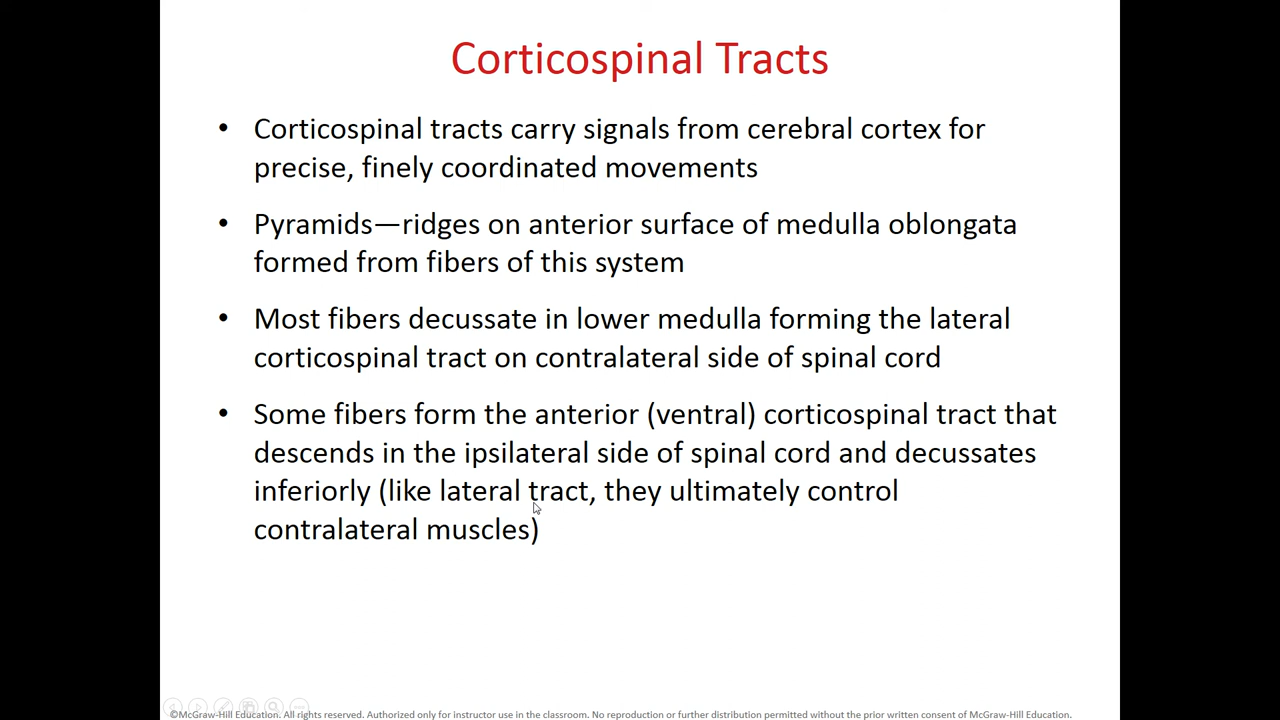 Corticospinal Tracts
• Corticospinal tracts carry signals from cerebral cortex for
precise, finely coordinated movements
• Pyramids—ridges on anterior surface of medulla oblongata
formed from fibers of this system
• Most fibers decussate in lower medulla forming the lateral
corticospinal tract on contralateral side of spinal cord
• Some fibers form the anterior (ventral) corticospinal tract that
descends in the ipsilateral side of spinal cord and decussates
inferiorly (like lateral tract, they ultimately control
contralateral muscles)
©McGraw-Hill Education. All rights reserved. Authorized only for instructor use in the classroom. No reproduction or further distribution permitted without the prior written consent of McGraw-Hill Education.